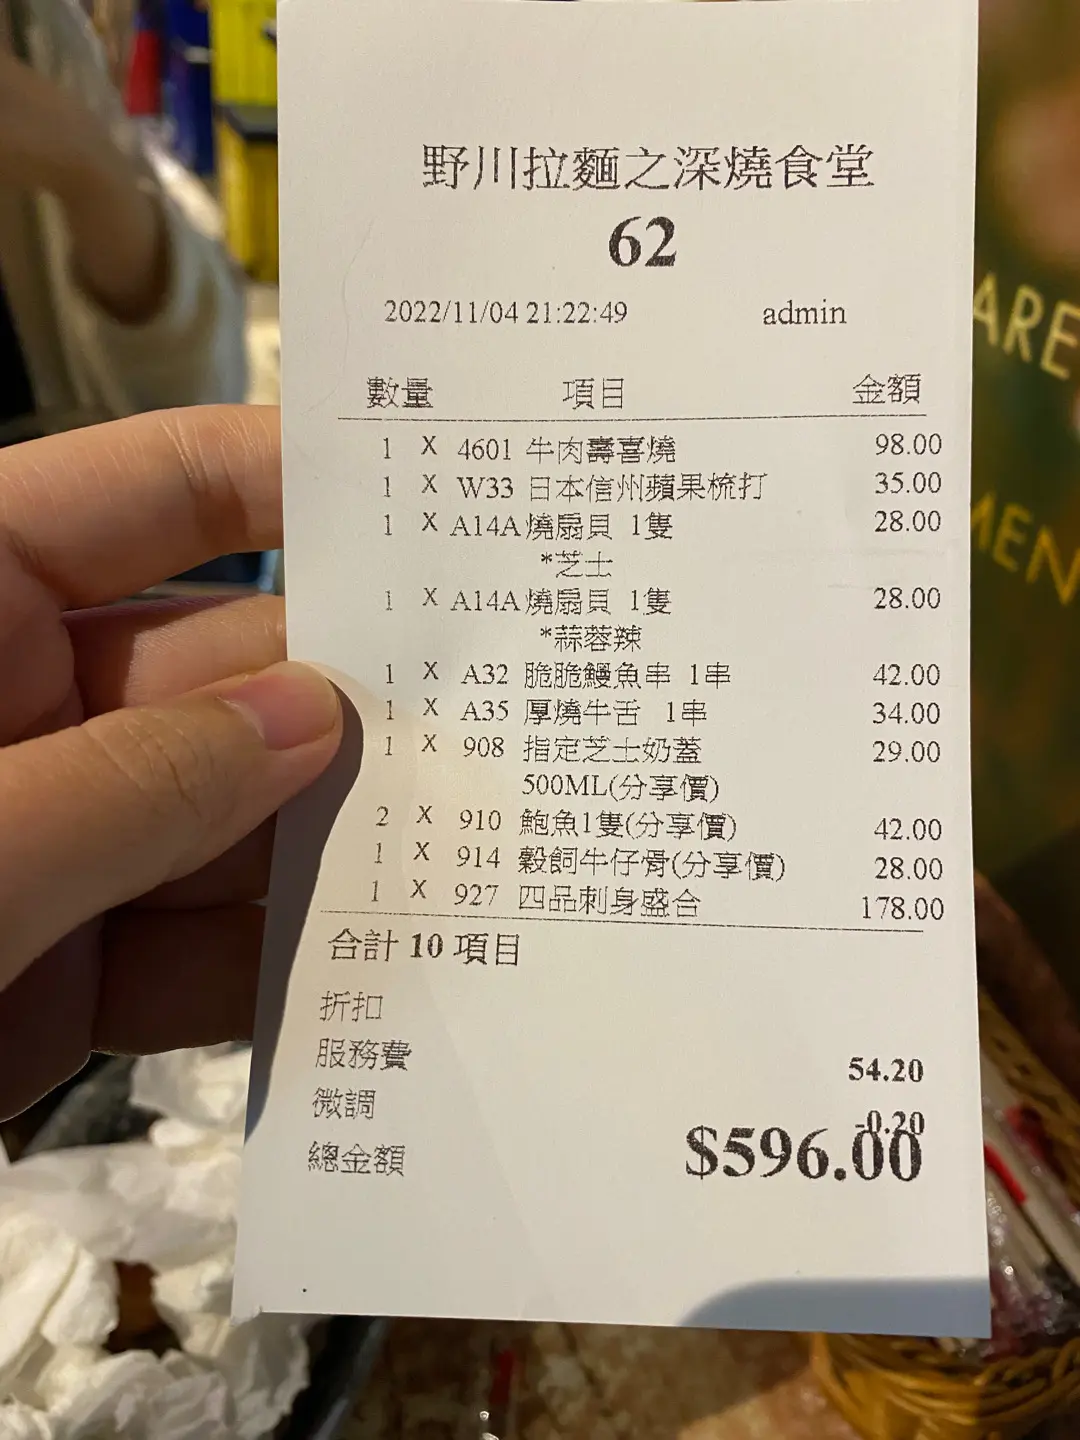 野川拉麵之深燒食堂
62
2022/11/04 21:22:49 admin
數量 項目 金額
1 X 4601 牛肉壽喜燒 98.00
1 X W33 日本信州蘋果梳打 35.00
1 X A14A 燒扇貝 1隻 28.00
*芝士
1 X A14A 燒扇貝 1隻 28.00
*蒜蓉辣
1 X A32 脆脆鰻魚串 1串 42.00
1 X A35 厚燒牛舌 1串 34.00
1 X 908 指定芝士奶蓋 29.00
500ML(分享價)
2 X 910 鮑魚1隻(分享價) 42.00
1 X 914 穀飼牛仔骨(分享價) 28.00
1 X 927 四品刺身盛合 178.00
合計 10 項目
折扣
服務費 54.20
微調 -0.20
總金額 $596.00
ARE
MEN